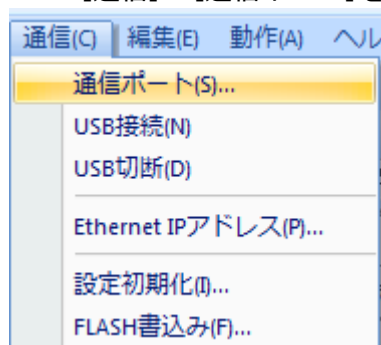 通信(C) 編集(E) 動作(A) ヘル
通信ポート(S)...
USB接続(N)
USB切断(D)
Ethernet IPアドレス(P)...
設定初期化(I)...
FLASH書込み(F)...